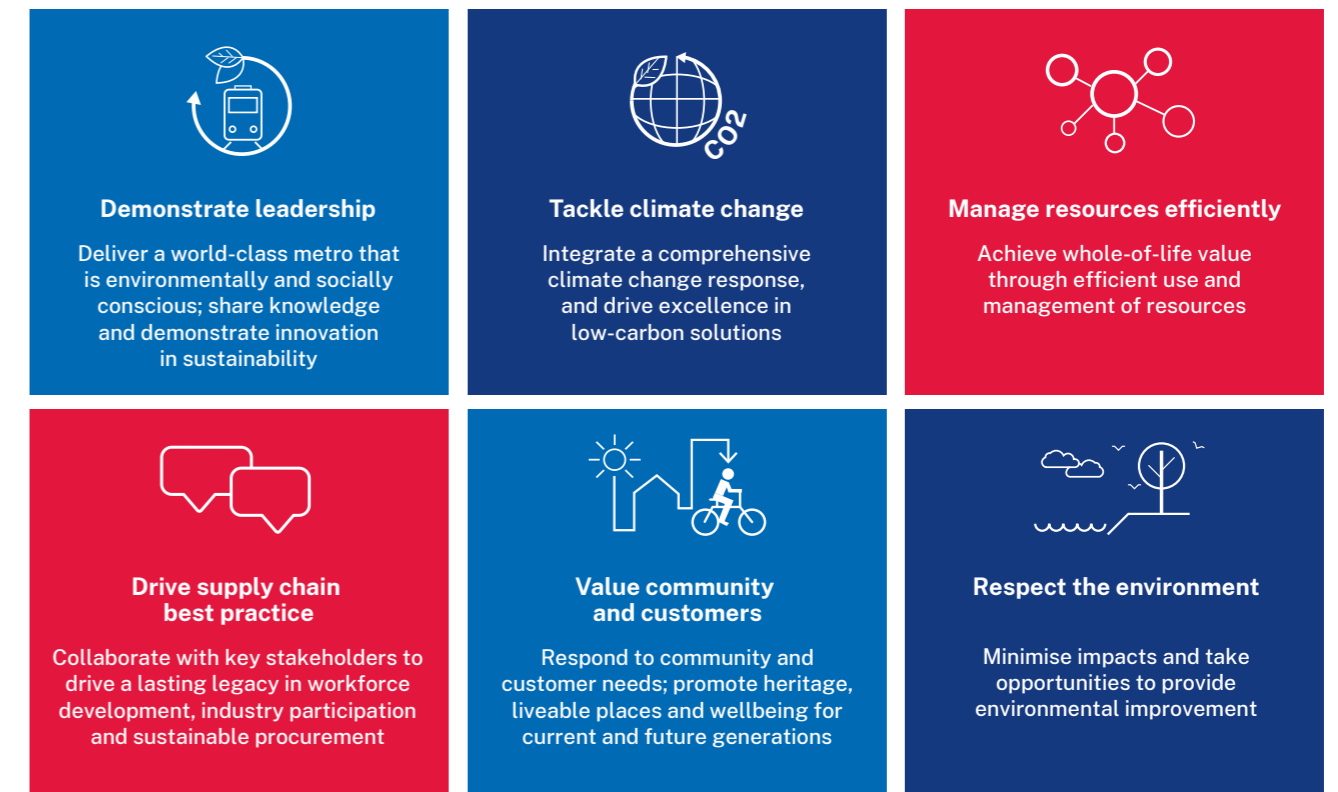 CO2
Demonstrate leadership
Deliver a world-class metro that
is environmentally and socially
conscious; share knowledge
and demonstrate innovation
in sustainability
Tackle climate change
Integrate a comprehensive
climate change response,
and drive excellence in
low-carbon solutions
Manage resources efficiently
Achieve whole-of-life value
through efficient use and
management of resources
Drive supply chain
best practice
Collaborate with key stakeholders to
drive a lasting legacy in workforce
development, industry participation
and sustainable procurement
Value community
and customers
Respond to community and
customer needs; promote heritage,
liveable places and wellbeing for
current and future generations
Respect the environment
Minimise impacts and take
opportunities to provide
environmental improvement